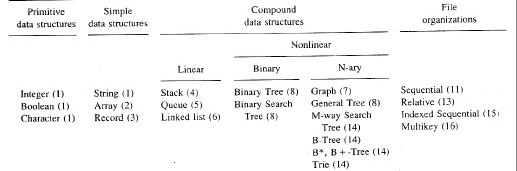 Primitive
data structures
Simple
data structures
Compound
data structures
File
organizations
Nonlinear
Linear
Binary
N-ary
Integer (1)
Boolean (1)
Character (1)
String (1)
Array (2)
Record (3)
Stack (4)
Queue (5)
Linked list (6)
Binary Tree (8)
Binary Search
Tree (8)
Graph (7)
General Tree (8)
M-way Search
Tree (14)
B-Tree (14)
B*, B+-Tree (14)
Trie (14)
Sequential (11)
Relative (13)
Indexed Sequential (15)
Multikey (16)